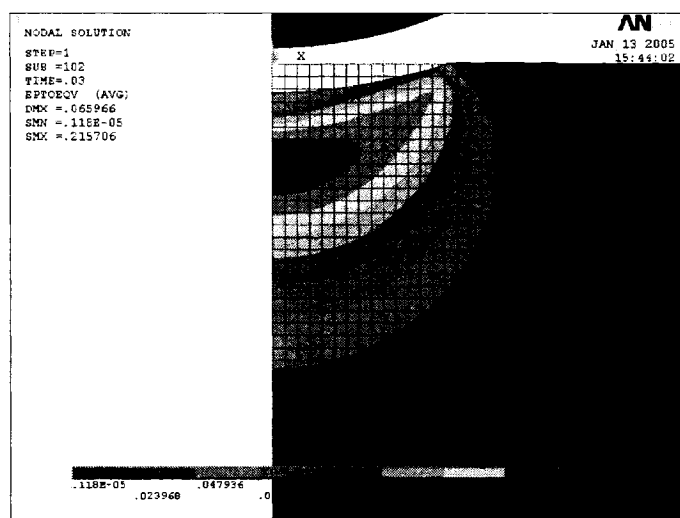 NODAL SOLUTION
STEP=1
SUB =102
TIME=.03
EPTOEQV (AVG)
DMX =.065966
SMN =.118E-05
SMX =.215706
AN
JAN 13 2005
15:44:02
X
.118E-05
.023968
.047936
.0